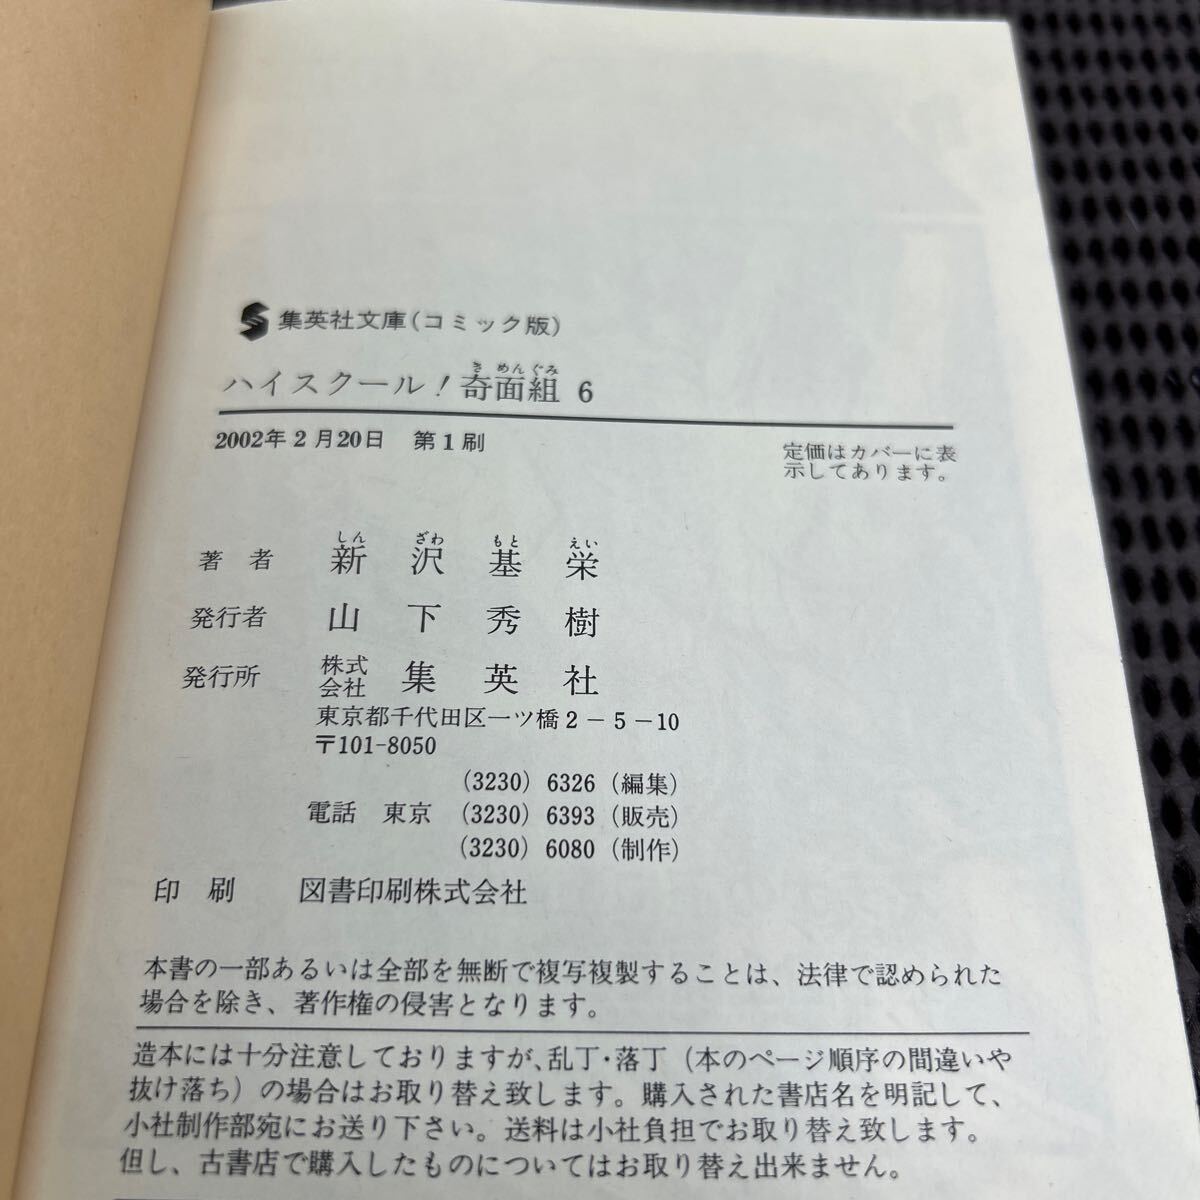 集英社文庫(コミック版)
き めんぐみ
ハイスクール!奇面組 6
2002年2月20日 第1刷
定価はカバーに表
示してあります。
しん ざわ もと えい
著者 新沢基栄
発行者 山下秀樹
発行所 株式会社 集英社
東京都千代田区一ツ橋2-5-10
〒101-8050
(3230) 6326 (編集)
電話 東京 (3230) 6393 (販売)
(3230) 6080 (制作)
印刷 図書印刷株式会社
本書の一部あるいは全部を無断で複写複製することは、法律で認められた
場合を除き、著作権の侵害となります。
造本には十分注意しておりますが、乱丁・落丁(本のページ順序の間違いや
抜け落ち)の場合はお取り替え致します。購入された書店名を明記して、
小社制作部宛にお送り下さい。送料は小社負担でお取り替え致します。
但し、古書店で購入したものについてはお取り替え出来ません。